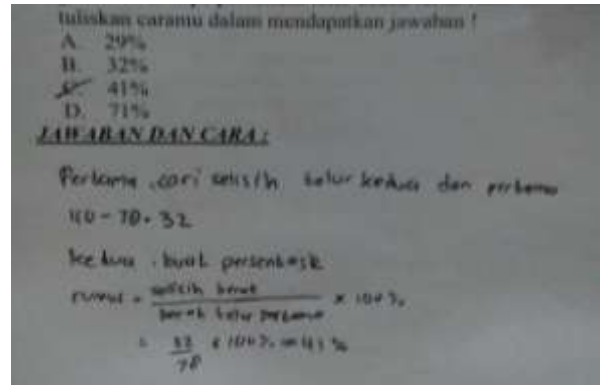 tuliskan caramu dalam mendapatkan jawaban !
A. 29%
B. 32%
C. 41%
D. 71%
JAWABAN DAN CARA :
Pertama, cari selisih telur kedua dan pertama
110 - 78 = 32
kedua, buat persentase
rumus = selisih berat / berat telur pertama × 100%
= 32 / 78 × 100% = 41%